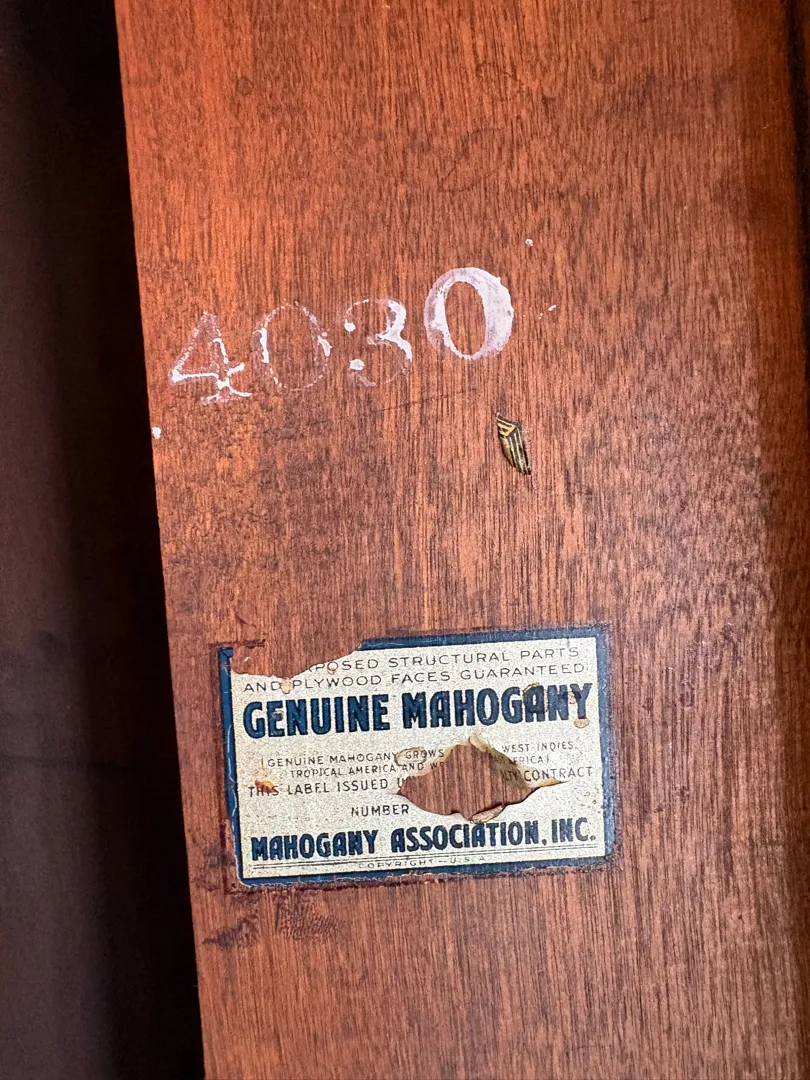 4030
POSED STRUCTURAL PARTS
AND PLYWOOD FACES GUARANTEED
GENUINE MAHOGANY
(GENUINE MAHOGANY GROWS WEST INDIES,
TROPICAL AMERICA AND WE
THIS LABEL ISSUED CONTRACT
NUMBER
MAHOGANY ASSOCIATION, INC.
COPYRIGHT - U.S.A.